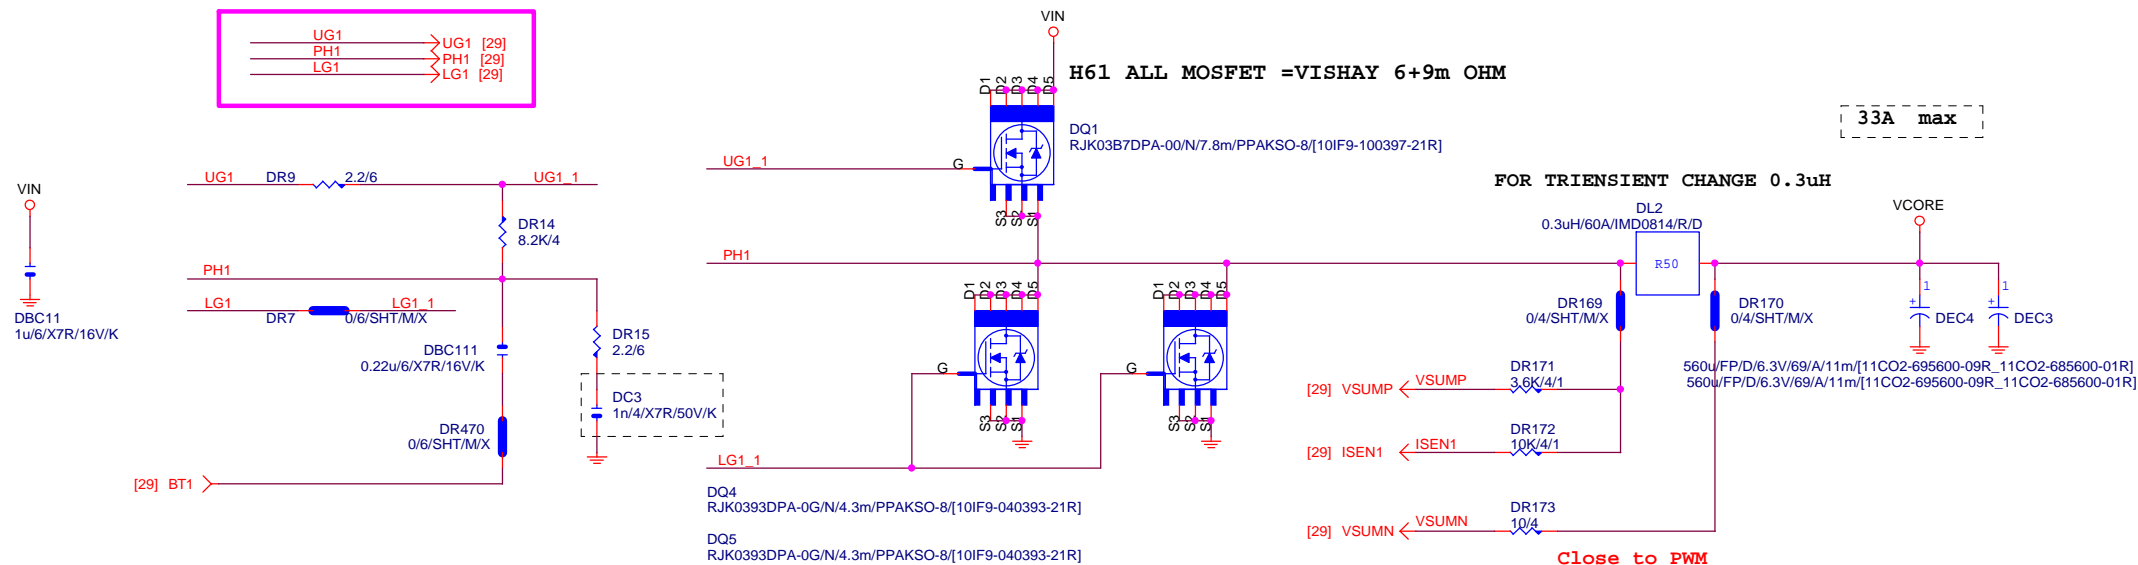 UG1
UG1 [29]
PH1
PH1 [29]
LG1
LG1 [29]
VIN
H61 ALL MOSFET =VISHAY 6+9m OHM
33A max
D1
D2
D3
D4
D5
DQ1
RJK03B7DPA-00/N/7.8m/PPAKSO-8/[10IF9-100397-21R]
UG1_1
G
S3
S2
S1
VIN
UG1
DR9
2.2/6
UG1_1
DR14
8.2K/4
PH1
LG1
LG1_1
DR7
0/6/SHT/M/X
DBC11
1u/6/X7R/16V/K
DBC111
0.22u/6/X7R/16V/K
DR15
2.2/6
DC3
1n/4/X7R/50V/K
DR470
0/6/SHT/M/X
[29] BT1
PH1
D1
D2
D3
D4
D5
G
S3
S2
S1
D1
D2
D3
D4
D5
G
S3
S2
S1
LG1_1
DQ4
RJK0393DPA-0G/N/4.3m/PPAKSO-8/[10IF9-040393-21R]
DQ5
RJK0393DPA-0G/N/4.3m/PPAKSO-8/[10IF9-040393-21R]
FOR TRIENSIENT CHANGE 0.3uH
DL2
0.3uH/60A/IMD0814/R/D
R50
VCORE
DR169
0/4/SHT/M/X
DR170
0/4/SHT/M/X
1
+
DEC4
1
+
DEC3
560u/FP/D/6.3V/69/A/11m/[11CO2-695600-09R_11CO2-685600-01R]
560u/FP/D/6.3V/69/A/11m/[11CO2-695600-09R_11CO2-685600-01R]
[29] VSUMP
VSUMP
DR171
3.6K/4/1
[29] ISEN1
ISEN1
DR172
10K/4/1
[29] VSUMN
VSUMN
DR173
10/4
Close to PWM